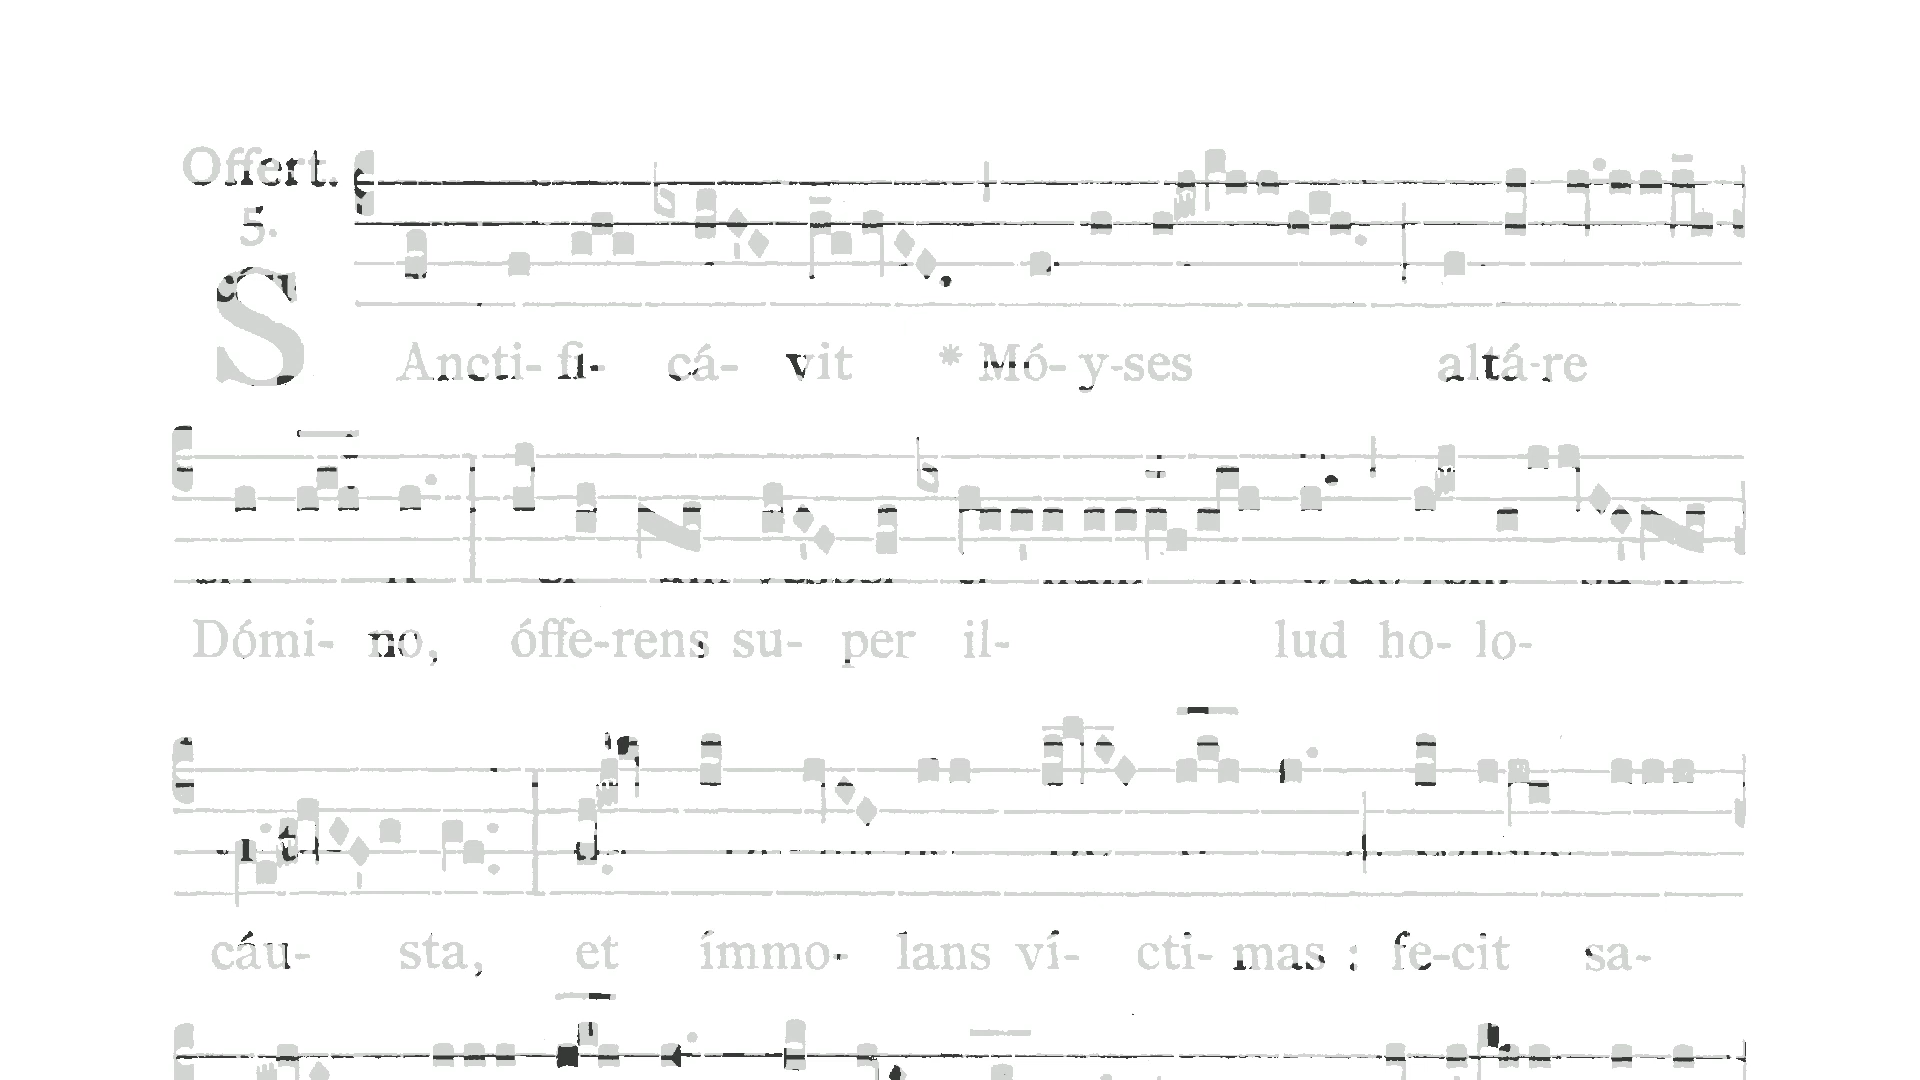 Offert.
5.
SAncti- fi- cá- vit * Mó- y-ses altá-re
Dómi- no, óffe-rens su- per il- lud ho- lo-
cáu- sta, et ímmo- lans ví- cti- mas : fe-cit sa-